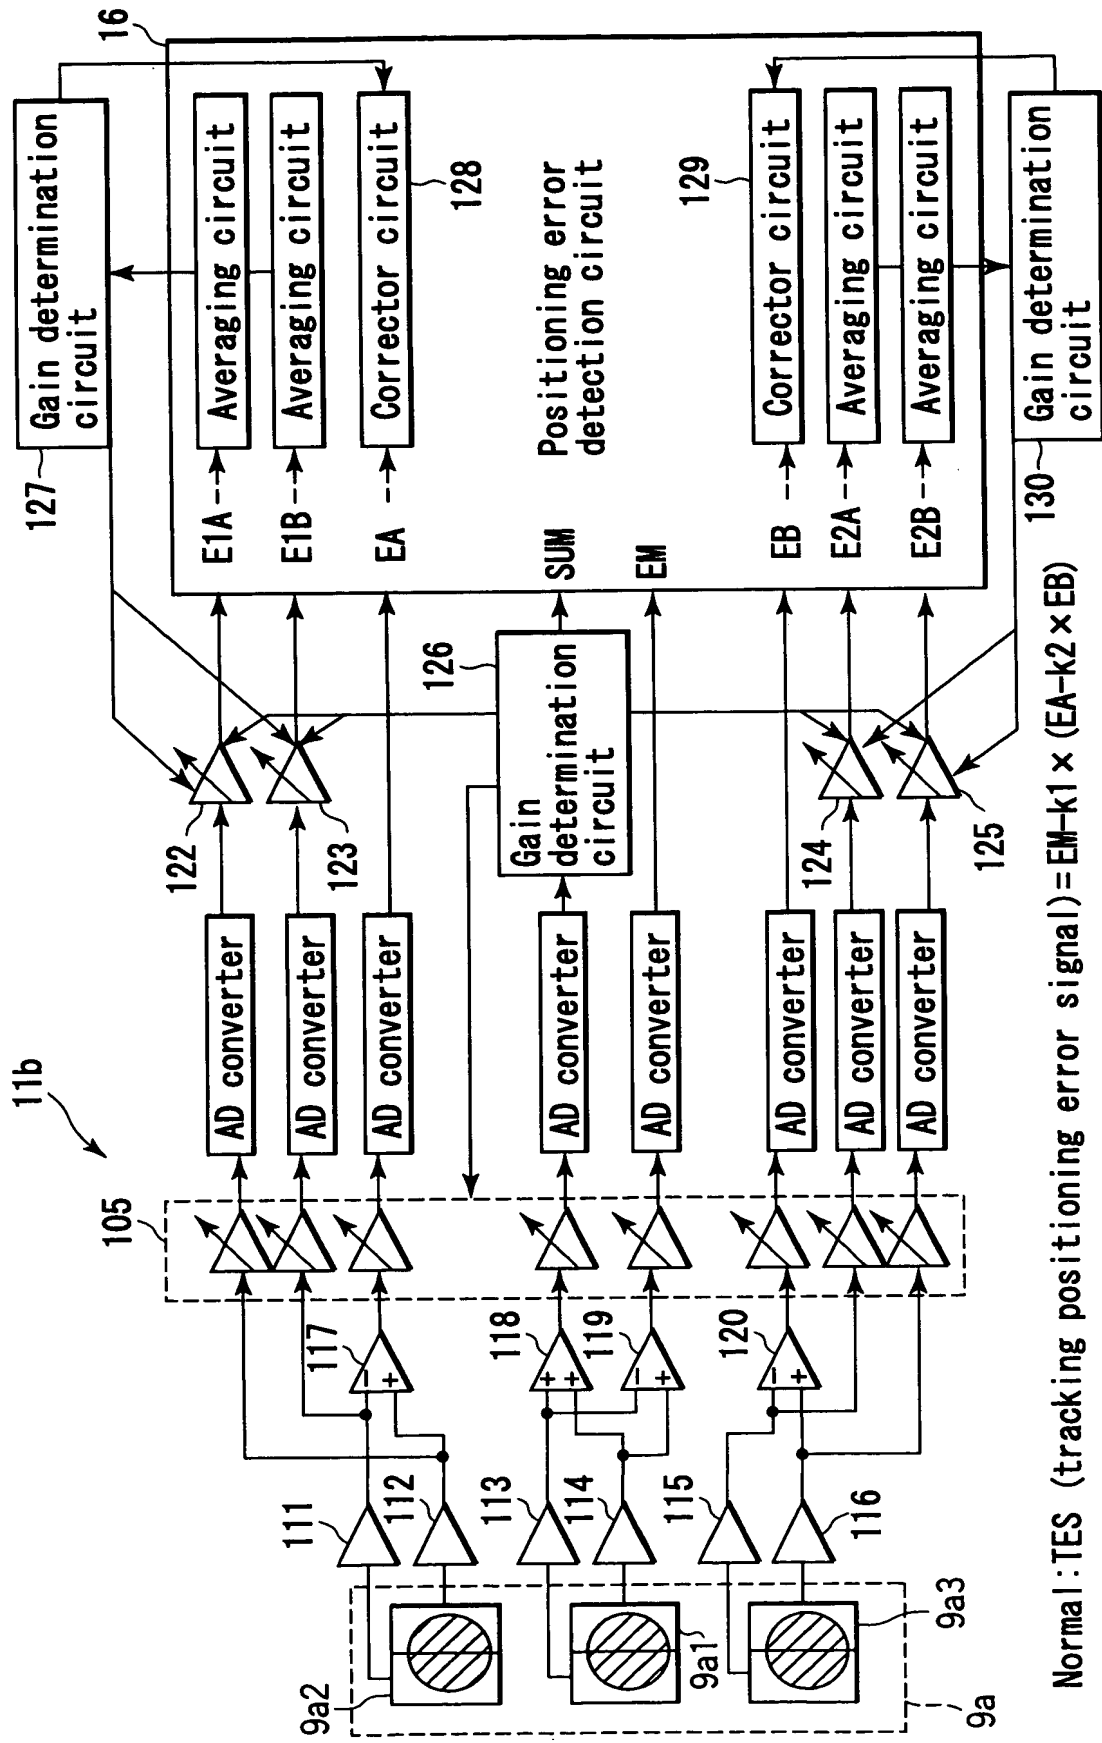 11b
16
127
Gain determination
circuit
105
122
123
E1A
Averaging circuit
E1B
Averaging circuit
EA
Corrector circuit
128
AD converter
AD converter
AD converter
117
-
+
111
112
9a2
126
Gain
determination
circuit
SUM
EM
Positioning error
detection circuit
AD converter
AD converter
118
+
+
119
-
+
113
114
9a1
129
EB
Corrector circuit
E2A
Averaging circuit
E2B
Averaging circuit
124
125
AD converter
AD converter
AD converter
120
-
+
115
116
9a3
9a
130
Gain determination
circuit
Normal:TES (tracking positioning error signal)=EM-k1×(EA-k2×EB)